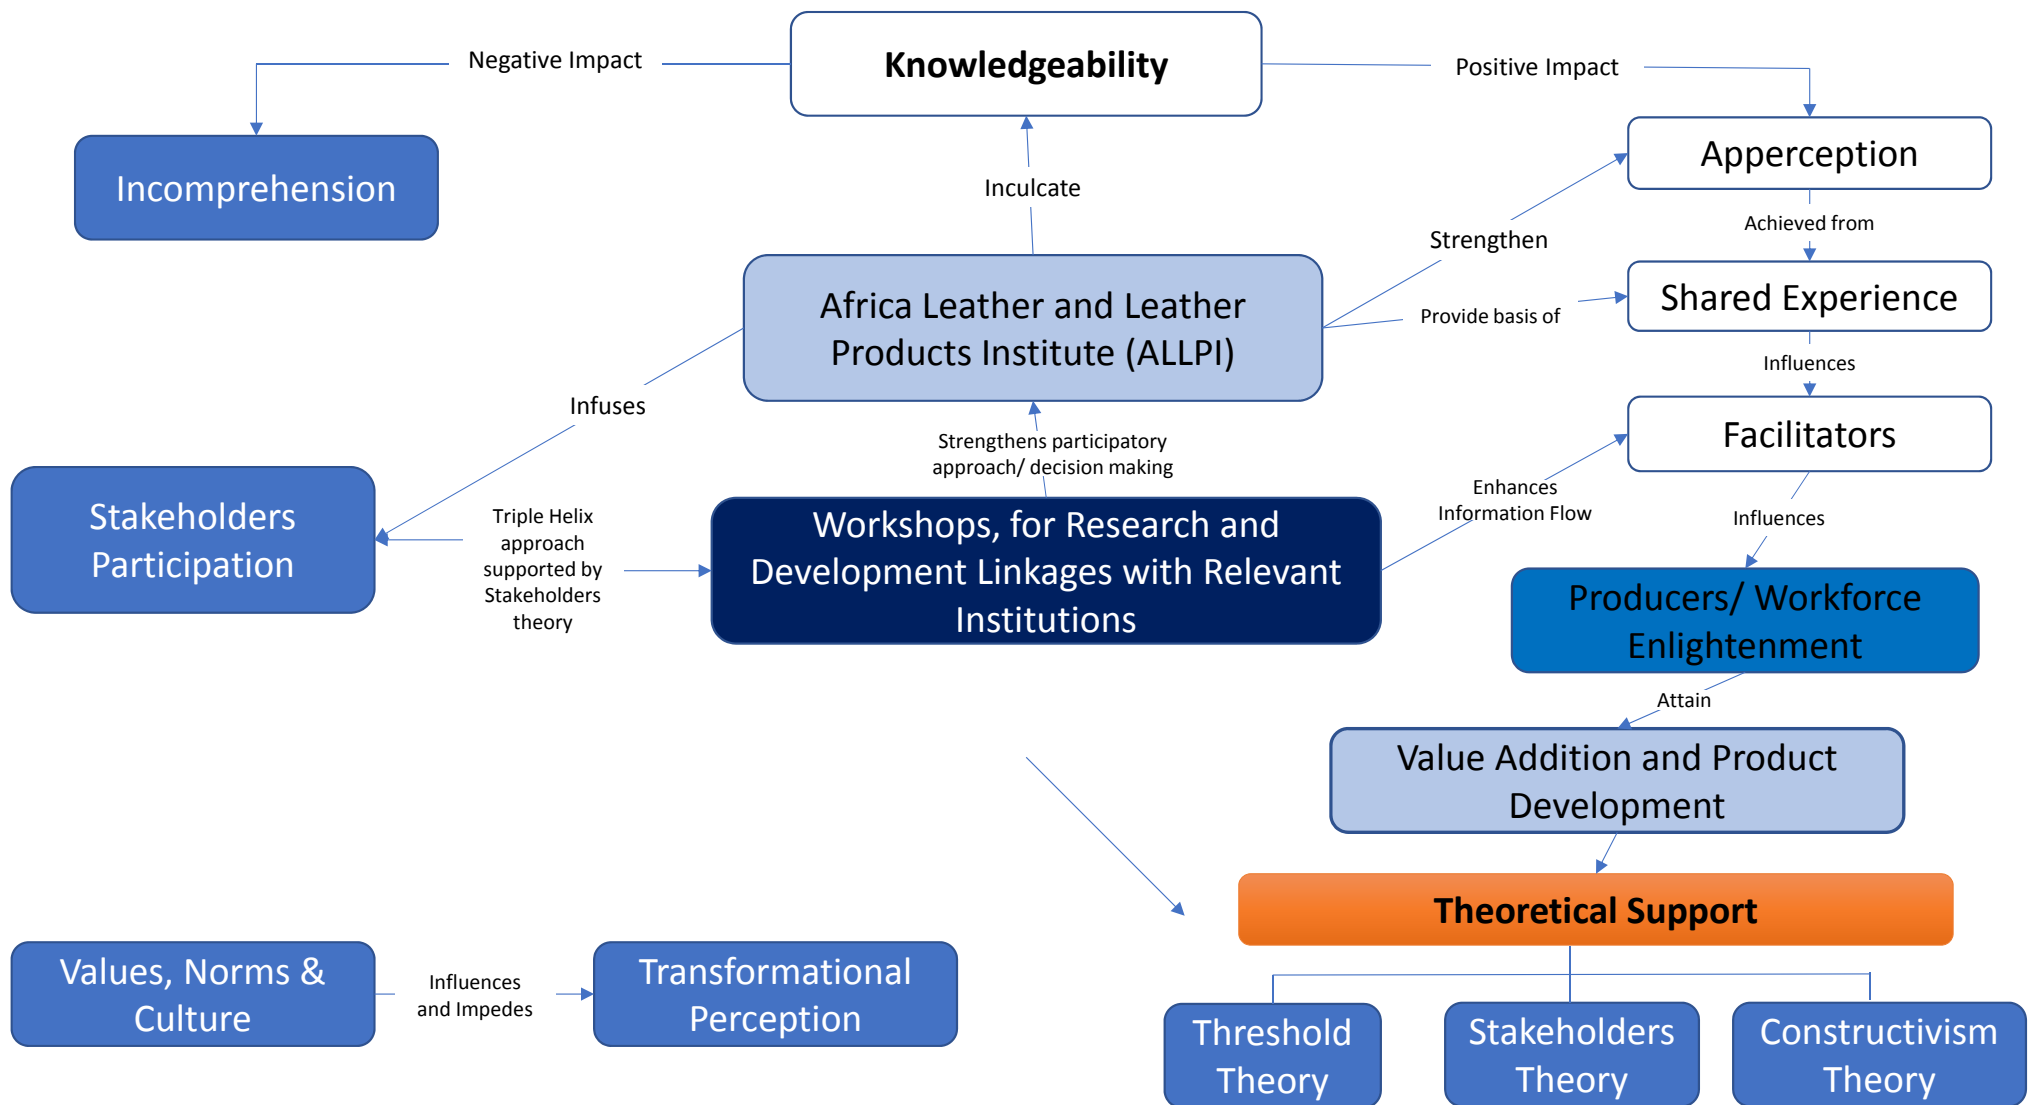 Knowledgeability
Negative Impact
Positive Impact
Incomprehension
Apperception
Inculcate
Achieved from
Strengthen
Africa Leather and Leather
Products Institute (ALLPI)
Shared Experience
Provide basis of
Influences
Infuses
Facilitators
Strengthens participatory
approach/ decision making
Stakeholders
Participation
Triple Helix
approach
supported by
Stakeholders
theory
Workshops, for Research and
Development Linkages with Relevant
Institutions
Enhances
Information Flow
Influences
Producers/ Workforce
Enlightenment
Attain
Value Addition and Product
Development
Theoretical Support
Values, Norms &
Culture
Influences
and Impedes
Transformational
Perception
Threshold
Theory
Stakeholders
Theory
Constructivism
Theory